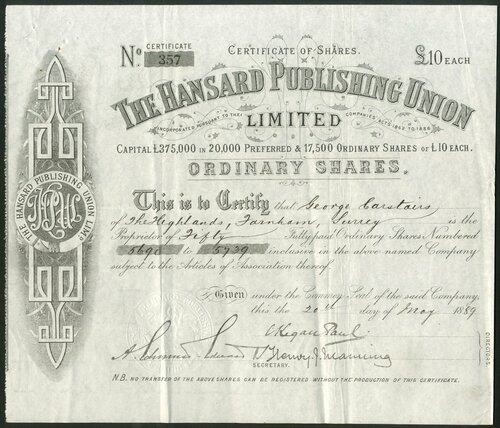 No. CERTIFICATE 357
CERTIFICATE OF SHARES.
£10 EACH
THE HANSARD PUBLISHING UNION
INCORPORATED PURSUANT TO THE COMPANIES' ACTS 1862 TO 1886
LIMITED
CAPITAL £375,000 IN 20,000 PREFERRED & 17,500 ORDINARY SHARES OF £10 EACH.
ORDINARY SHARES.
This is to Certify that George Carstairs
of The Highlands, Farnham, Surrey is the
Proprietor of Fifty Fully paid Ordinary Shares Numbered
5690 to 5739 inclusive in the above named Company
subject to the Articles of Association thereof.
Given under the Common Seal of the said Company,
this the 20th day of May 1889
C Kegan Paul
Henry J Manning
SECRETARY.
DIRECTORS.
N.B. NO TRANSFER OF THE ABOVE SHARES CAN BE REGISTERED WITHOUT THE PRODUCTION OF THIS CERTIFICATE.
THE HANSARD PUBLISHING UNION LIMD.